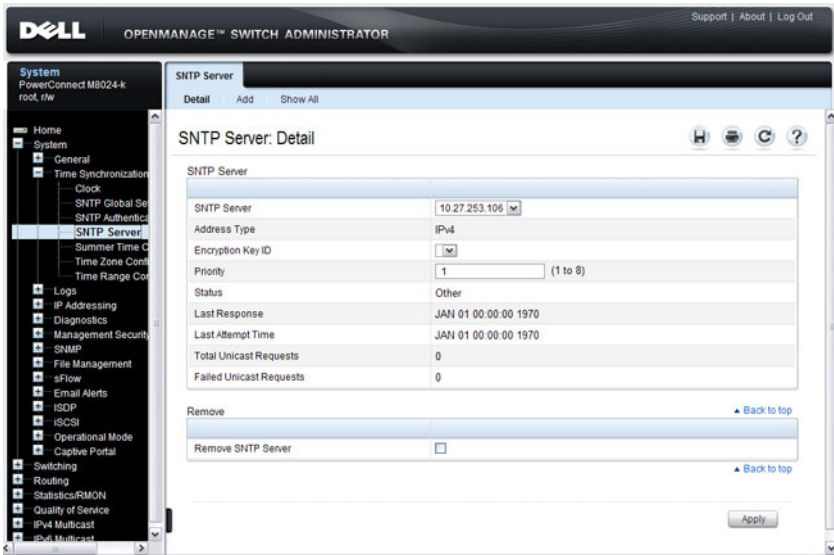 DELL
OPENMANAGE™ SWITCH ADMINISTRATOR
Support | About | Log Out
System
PowerConnect M8024-k
root, r/w
Home
System
General
Time Synchronization
Clock
SNTP Global Se
SNTP Authentica
SNTP Server
Summer Time C
Time Zone Confi
Time Range Cor
Logs
IP Addressing
Diagnostics
Management Security
SNMP
File Management
sFlow
Email Alerts
ISDP
iSCSI
Operational Mode
Captive Portal
Switching
Routing
Statistics/RMON
Quality of Service
IPv4 Multicast
IPv6 Multicast
SNTP Server
Detail Add Show All
SNTP Server: Detail
SNTP Server
SNTP Server 10.27.253.106
Address Type IPv4
Encryption Key ID
Priority 1 (1 to 8)
Status Other
Last Response JAN 01 00:00:00 1970
Last Attempt Time JAN 01 00:00:00 1970
Total Unicast Requests 0
Failed Unicast Requests 0
Remove
Back to top
Remove SNTP Server
Back to top
Apply